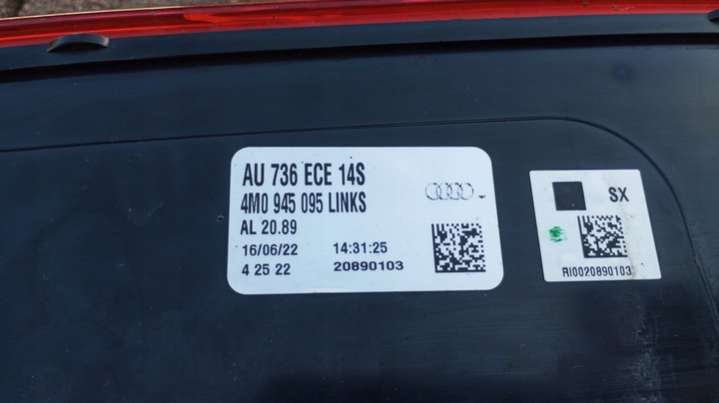 AU 736 ECE 14S
4M0 945 095 LINKS
AL 20.89
16/06/22 14:31:25
4 25 22 20890103
SX
RI0020890103